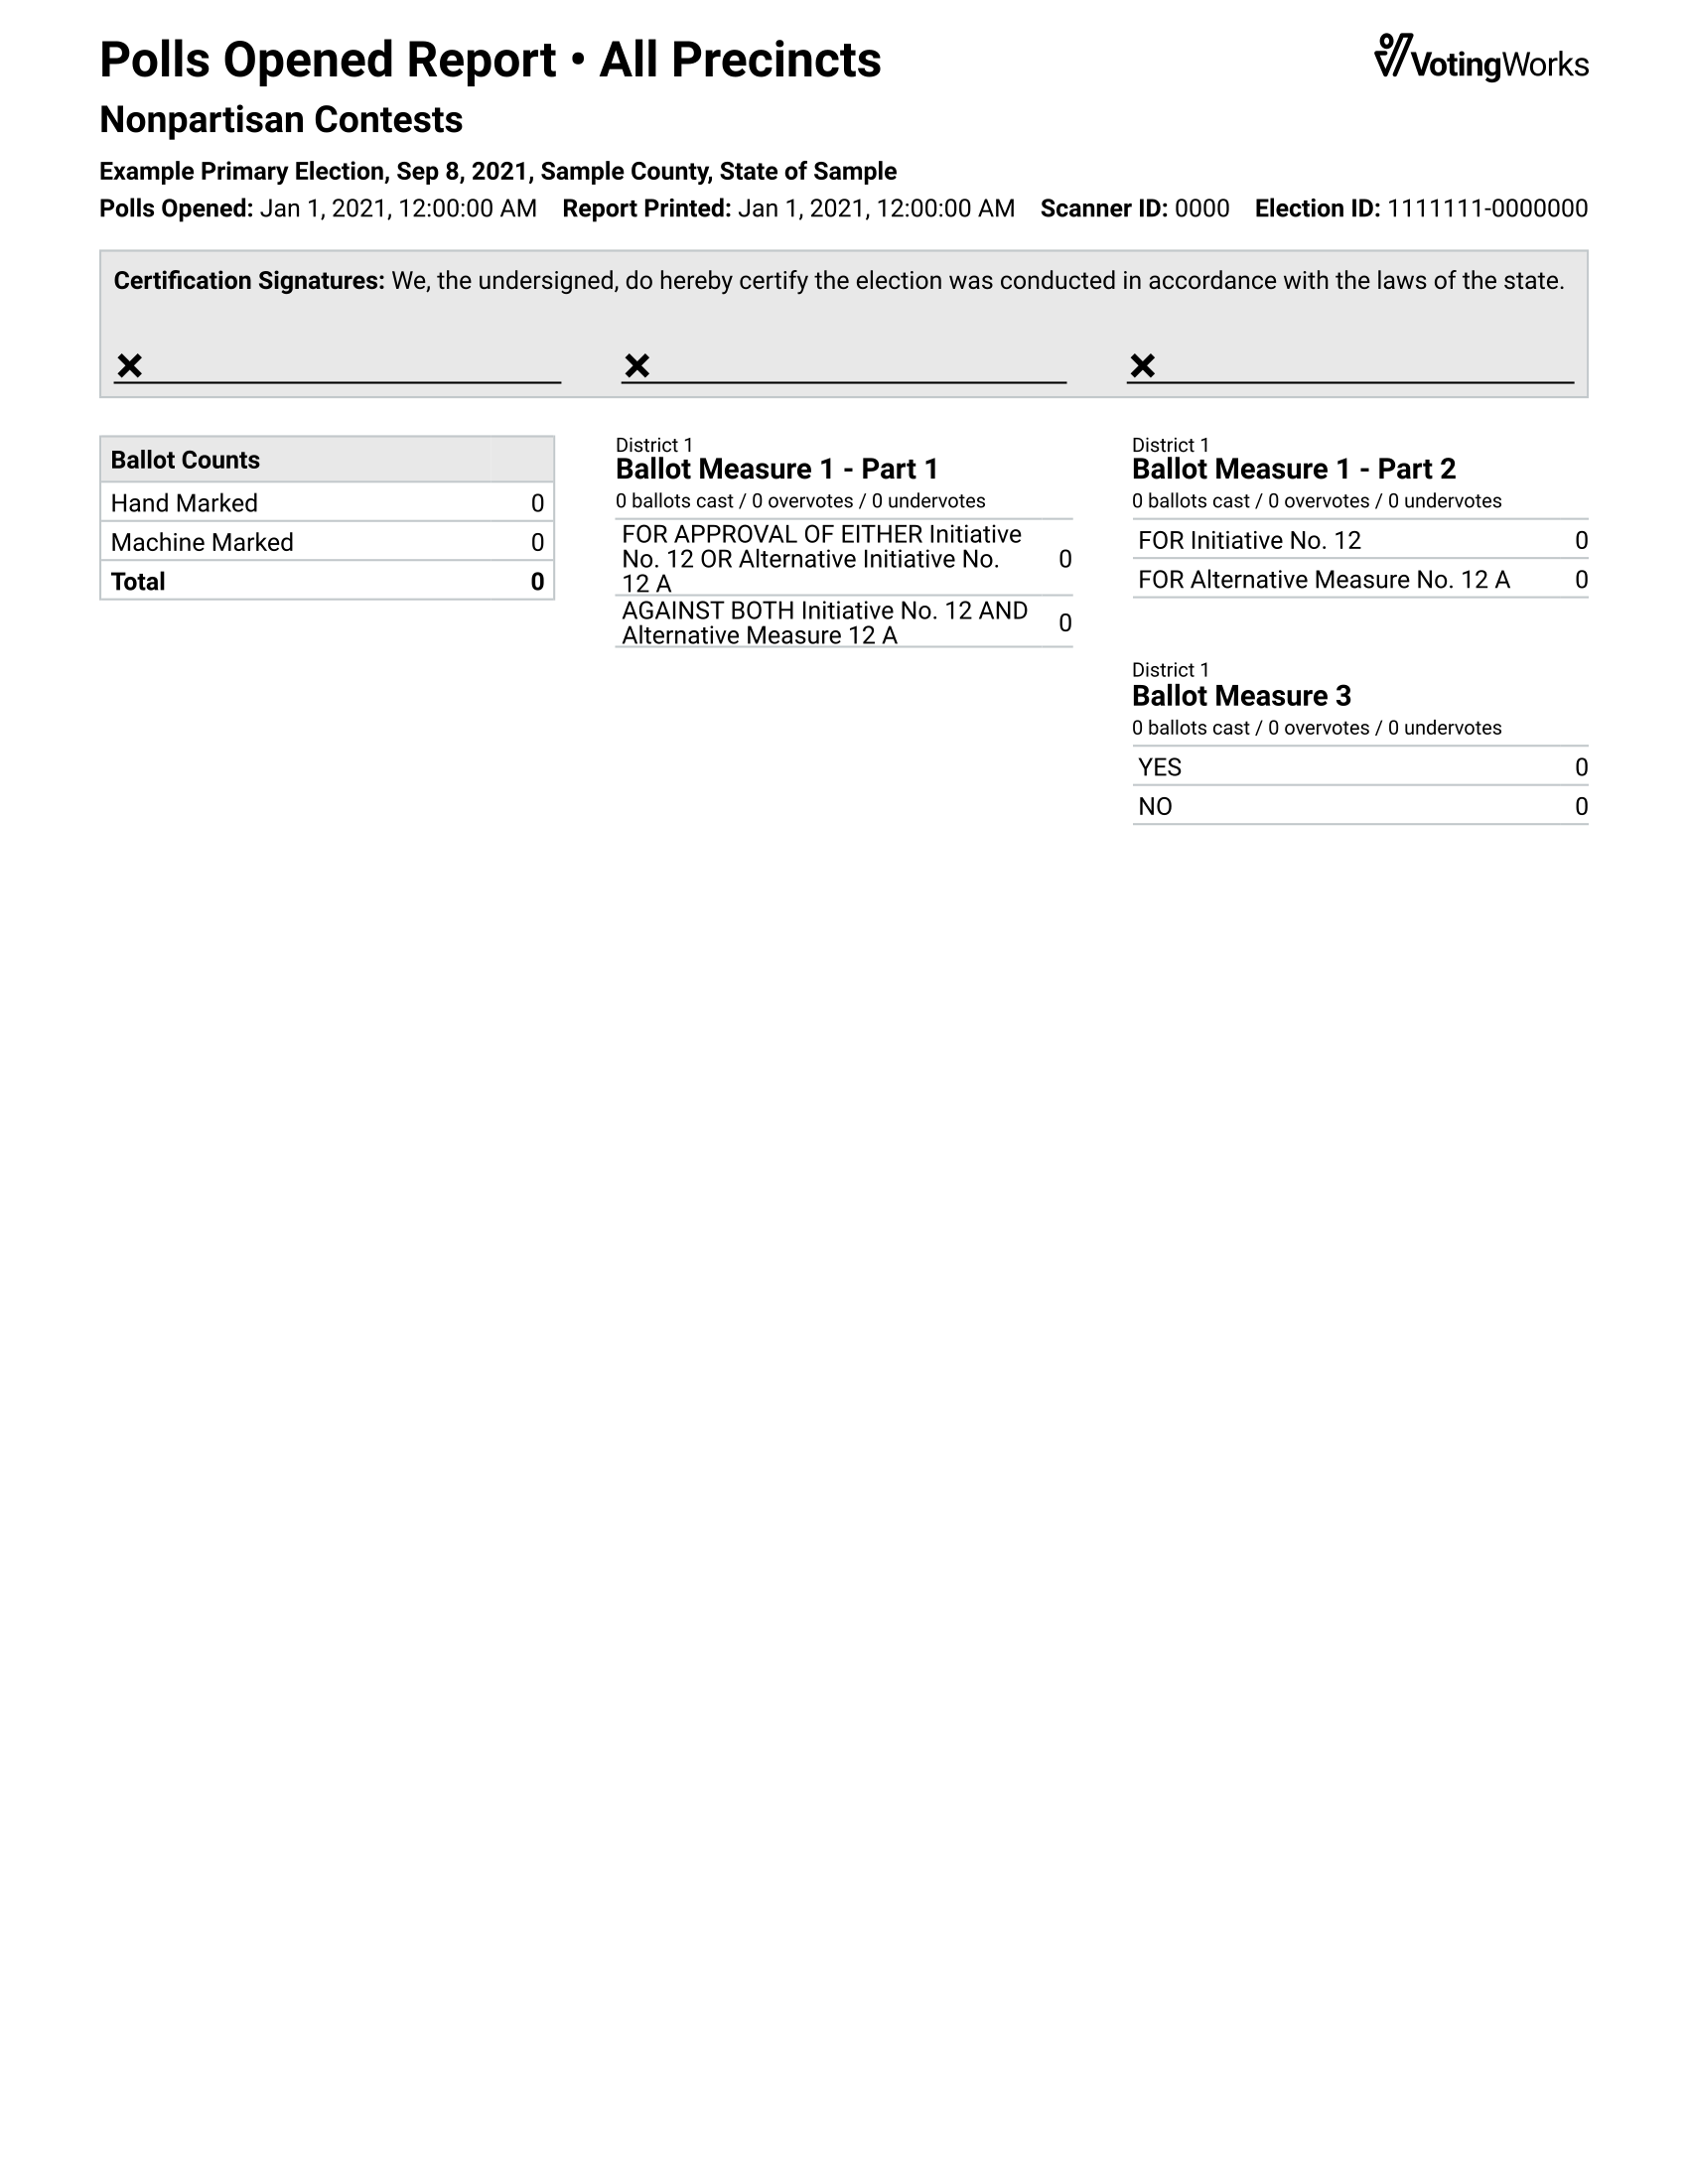 Polls Opened Report • All Precincts
VotingWorks
Nonpartisan Contests
Example Primary Election, Sep 8, 2021, Sample County, State of Sample
Polls Opened: Jan 1, 2021, 12:00:00 AM Report Printed: Jan 1, 2021, 12:00:00 AM Scanner ID: 0000 Election ID: 1111111-0000000
Certification Signatures: We, the undersigned, do hereby certify the election was conducted in accordance with the laws of the state.
Ballot Counts
Hand Marked 0
Machine Marked 0
Total 0
District 1
Ballot Measure 1 - Part 1
0 ballots cast / 0 overvotes / 0 undervotes
FOR APPROVAL OF EITHER Initiative
No. 12 OR Alternative Initiative No. 0
12 A
AGAINST BOTH Initiative No. 12 AND
Alternative Measure 12 A 0
District 1
Ballot Measure 1 - Part 2
0 ballots cast / 0 overvotes / 0 undervotes
FOR Initiative No. 12 0
FOR Alternative Measure No. 12 A 0
District 1
Ballot Measure 3
0 ballots cast / 0 overvotes / 0 undervotes
YES 0
NO 0